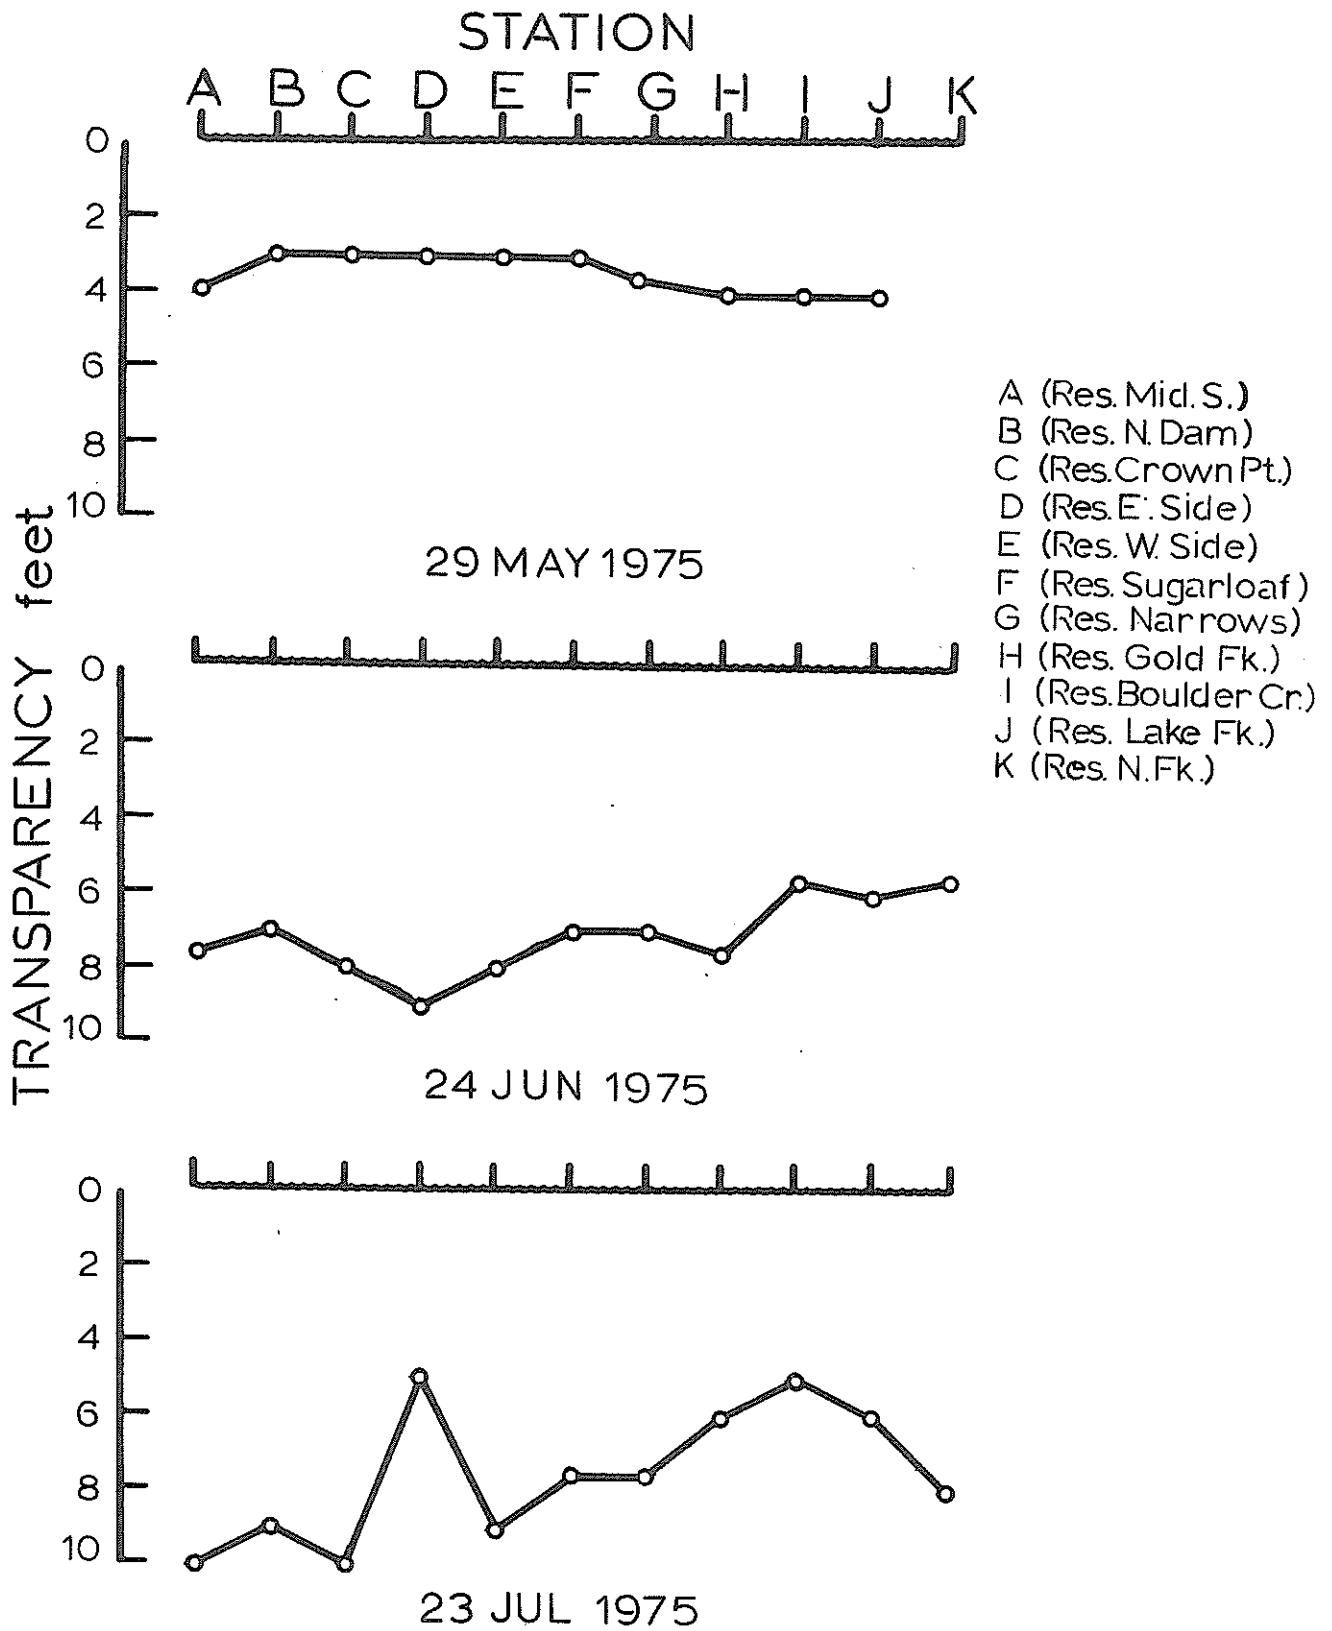 STATION
A B C D E F G H I J K
0
2
4
6
8
10
29 MAY 1975
TRANSPARENCY feet
0
2
4
6
8
10
24 JUN 1975
0
2
4
6
8
10
23 JUL 1975
A (Res. Mid. S.)
B (Res. N. Dam)
C (Res. Crown Pt.)
D (Res. E. Side)
E (Res. W. Side)
F (Res. Sugarloaf)
G (Res. Narrows)
H (Res. Gold Fk.)
I (Res. Boulder Cr.)
J (Res. Lake Fk.)
K (Res. N. Fk.)